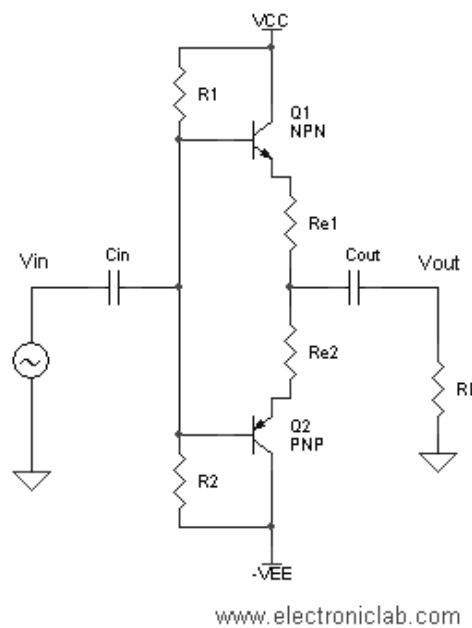 VCC
R1
Q1
NPN
Re1
Vin
Cin
Cout
Vout
Re2
Q2
PNP
R2
-VEE
www.electroniclab.com